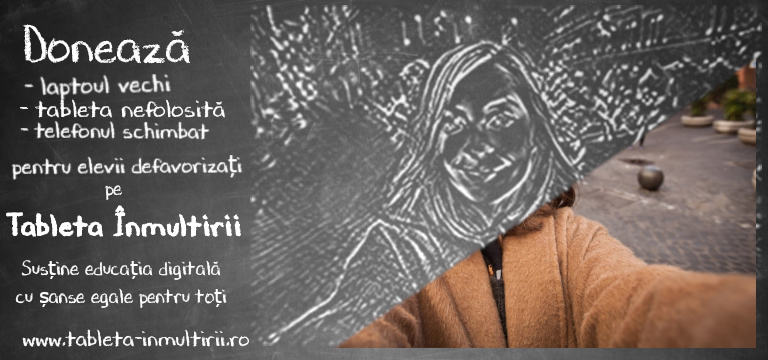 Donează
- laptoul vechi
- tableta nefolosită
- telefonul schimbat
pentru elevii defavorizați
pe
Tableta Înmultirii
Susține educația digitală
cu șanse egale pentru toți
www.tableta-inmultirii.ro